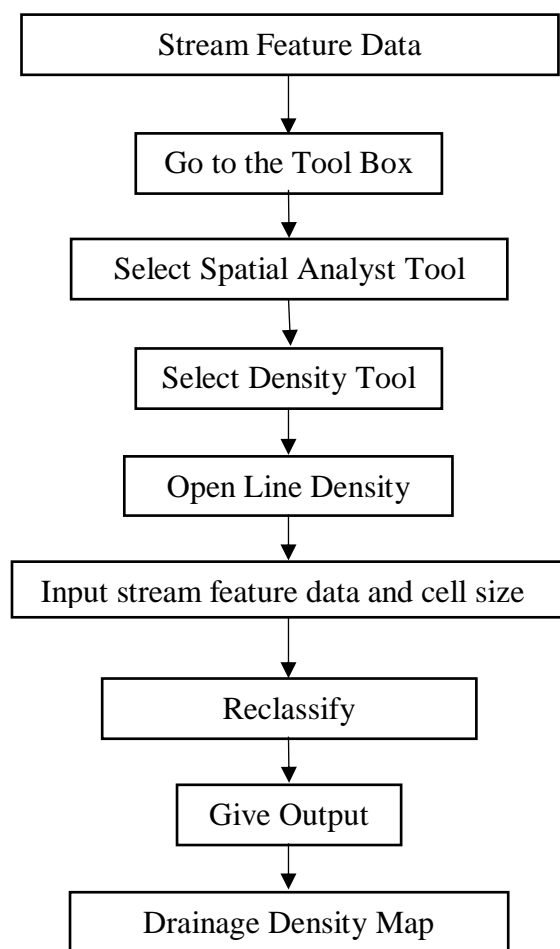 Stream Feature Data
Go to the Tool Box
Select Spatial Analyst Tool
Select Density Tool
Open Line Density
Input stream feature data and cell size
Reclassify
Give Output
Drainage Density Map